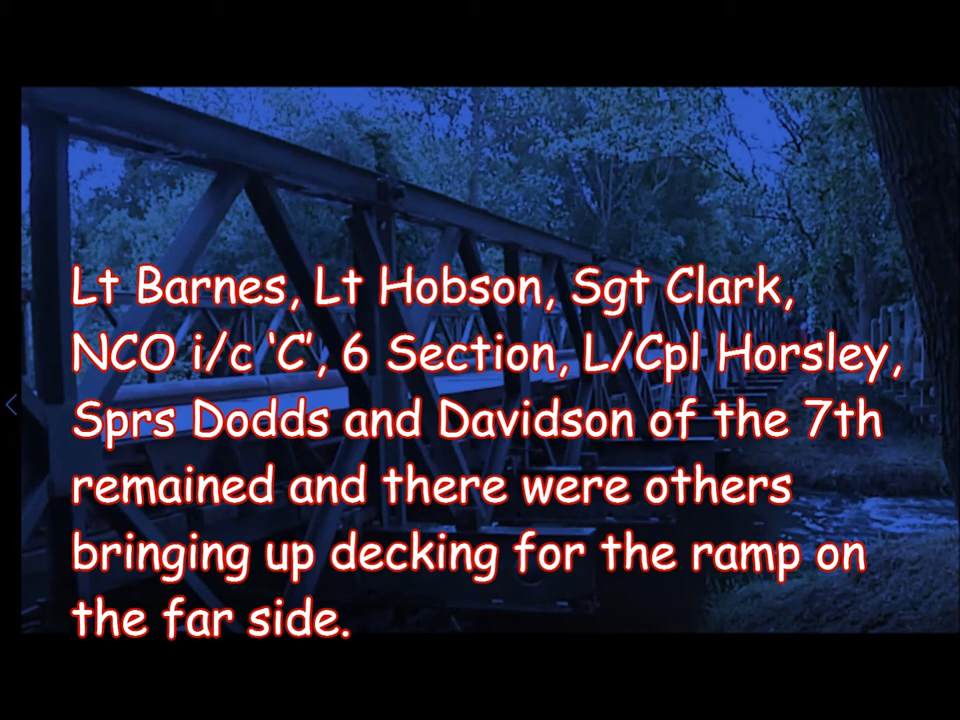 Lt Barnes, Lt Hobson, Sgt Clark,
NCO i/c ‘C’, 6 Section, L/Cpl Horsley,
Sprs Dodds and Davidson of the 7th
remained and there were others
bringing up decking for the ramp on
the far side.